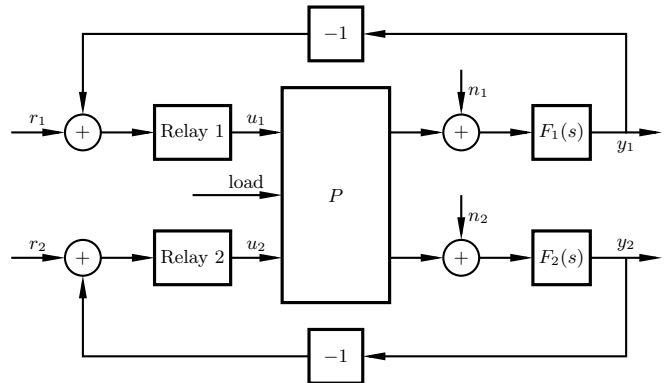 −1
n₁
r₁
+
Relay 1
u₁
+
F₁(s)
y₁
load
P
n₂
r₂
+
Relay 2
u₂
+
F₂(s)
y₂
−1